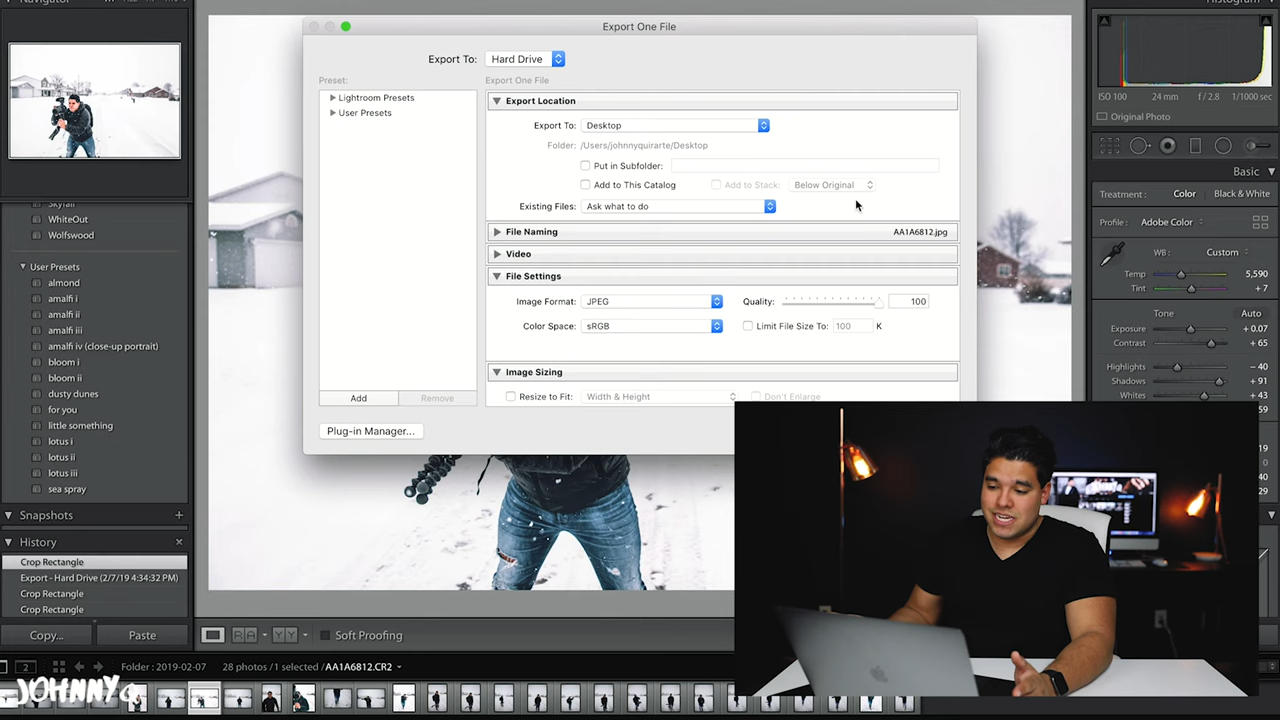 Navigator
Histogram
Export One File
Export To: Hard Drive
Preset:
Export One File
Lightroom Presets
User Presets
Export Location
Export To: Desktop
Folder: /Users/johnnyquirarte/Desktop
Put in Subfolder:
Add to This Catalog
Add to Stack: Below Original
Existing Files: Ask what to do
File Naming
AA1A6812.jpg
Video
File Settings
Image Format: JPEG
Quality: 100
Color Space: sRGB
Limit File Size To: 100 K
Image Sizing
Resize to Fit: Width & Height
Don't Enlarge
Add
Remove
Plug-in Manager...
Skyfall
WhiteOut
Wolfswood
User Presets
almond
amalfi i
amalfi ii
amalfi iii
amalfi iv (close-up portrait)
bloom i
bloom ii
dusty dunes
for you
little something
lotus i
lotus ii
lotus iii
sea spray
Snapshots +
History ×
Crop Rectangle
Export - Hard Drive (2/7/19 4:34:32 PM)
Crop Rectangle
Crop Rectangle
Copy...
Paste
ISO 100 24 mm f / 2.8 1/1000 sec
Original Photo
Basic
Treatment: Color Black & White
Profile: Adobe Color
WB: Custom
Temp 5,590
Tint + 7
Tone Auto
Exposure + 0.07
Contrast + 65
Highlights - 40
Shadows + 91
Whites + 43
59
40
29
RA
YY
Soft Proofing
2
Folder : 2019-02-07 28 photos / 1 selected / AA1A6812.CR2
JOHNNY Q.